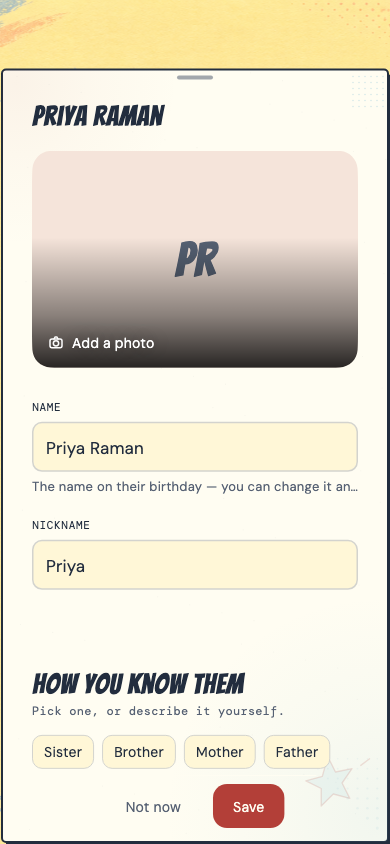 PRIYA RAMAN
PR
Add a photo
NAME
Priya Raman
The name on their birthday — you can change it an…
NICKNAME
Priya
HOW YOU KNOW THEM
Pick one, or describe it yourself.
Sister Brother Mother Father
Not now Save